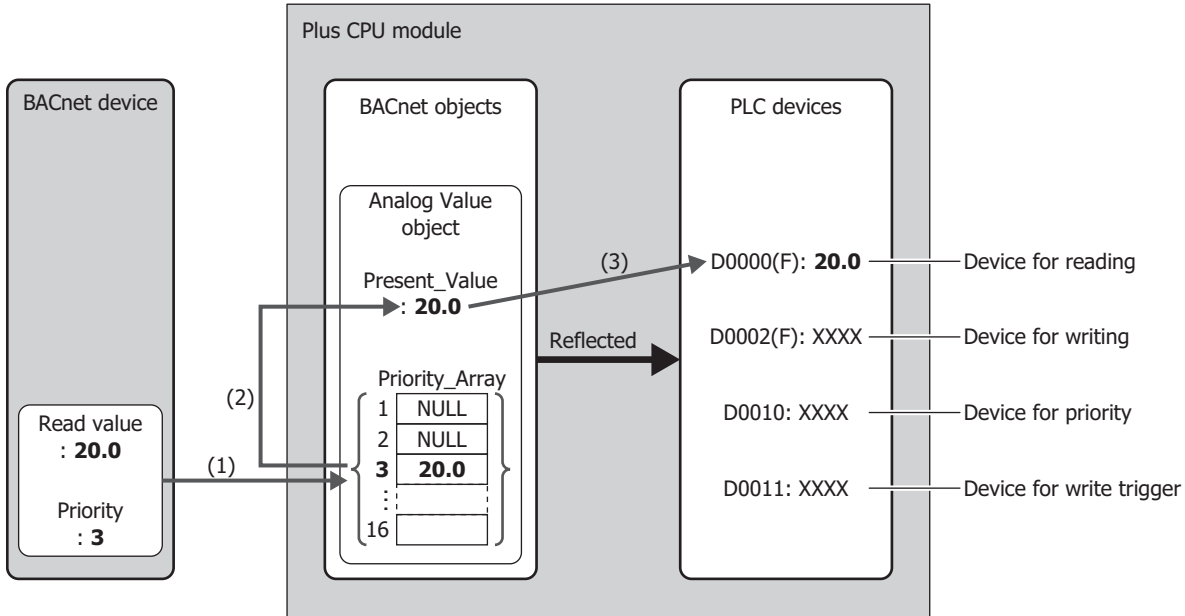 Plus CPU module
BACnet device
Read value
: 20.0
Priority
: 3
(1)
(2)
BACnet objects
Analog Value
object
Present_Value
: 20.0
Priority_Array
1 NULL
2 NULL
3 20.0
:
16
(3)
Reflected
PLC devices
D0000(F): 20.0 Device for reading
D0002(F): XXXX Device for writing
D0010: XXXX Device for priority
D0011: XXXX Device for write trigger